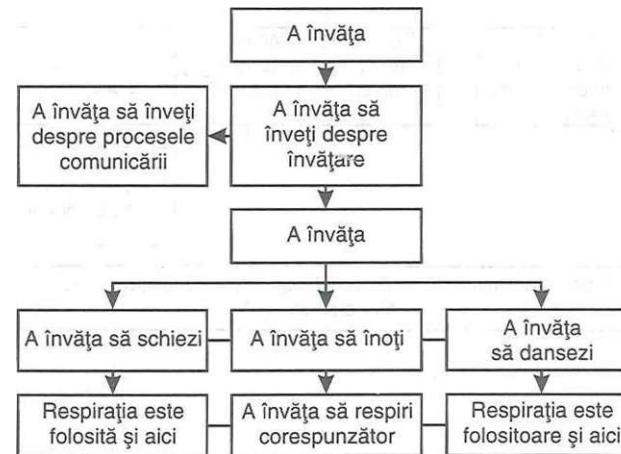 A învăţa
A învăţa să înveţi
despre procesele
comunicării
A învăţa să
înveţi despre
învăţare
A învăţa
A învăţa să schiezi
A învăţa să înoţi
A învăţa
să dansezi
Respiraţia este
folosită şi aici
A învăţa să respiri
corespunzător
Respiraţia este
folositoare şi aici